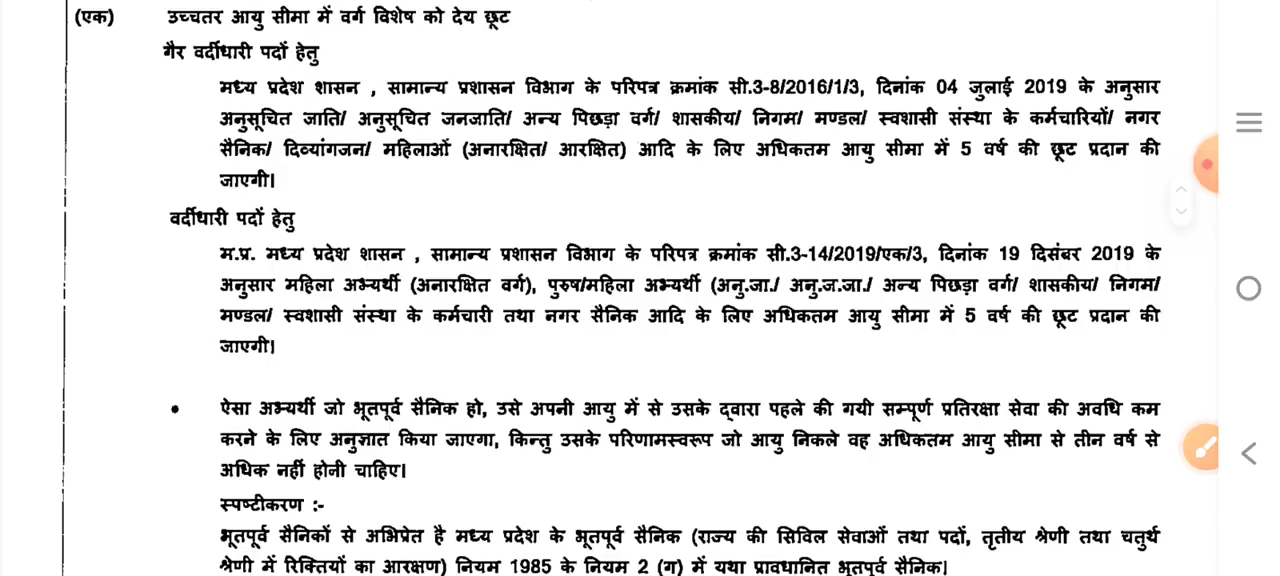 (एक) उच्चतर आयु सीमा में वर्ग विशेष को देय छूट
गैर वर्दीधारी पदों हेतु
मध्य प्रदेश शासन , सामान्य प्रशासन विभाग के परिपत्र क्रमांक सी.3-8/2016/1/3, दिनांक 04 जुलाई 2019 के अनुसार
अनुसूचित जाति/ अनुसूचित जनजाति/ अन्य पिछड़ा वर्ग/ शासकीय/ निगम/ मण्डल/ स्वशासी संस्था के कर्मचारियों/ नगर
सैनिक/ दिव्यांगजन/ महिलाओं (अनारक्षित/ आरक्षित) आदि के लिए अधिकतम आयु सीमा में 5 वर्ष की छूट प्रदान की
जाएगी।
वर्दीधारी पदों हेतु
म.प्र. मध्य प्रदेश शासन , सामान्य प्रशासन विभाग के परिपत्र क्रमांक सी.3-14/2019/एक/3, दिनांक 19 दिसंबर 2019 के
अनुसार महिला अभ्यर्थी (अनारक्षित वर्ग), पुरुष/महिला अभ्यर्थी (अनु.जा./ अनु.ज.जा./ अन्य पिछड़ा वर्ग/ शासकीय/ निगम/
मण्डल/ स्वशासी संस्था के कर्मचारी तथा नगर सैनिक आदि के लिए अधिकतम आयु सीमा में 5 वर्ष की छूट प्रदान की
जाएगी।
• ऐसा अभ्यर्थी जो भूतपूर्व सैनिक हो, उसे अपनी आयु में से उसके द्वारा पहले की गयी सम्पूर्ण प्रतिरक्षा सेवा की अवधि कम
करने के लिए अनुज्ञात किया जाएगा, किन्तु उसके परिणामस्वरूप जो आयु निकले वह अधिकतम आयु सीमा से तीन वर्ष से
अधिक नहीं होनी चाहिए।
स्पष्टीकरण :-
भूतपूर्व सैनिकों से अभिप्रेत है मध्य प्रदेश के भूतपूर्व सैनिक (राज्य की सिविल सेवाओं तथा पदों, तृतीय श्रेणी तथा चतुर्थ
श्रेणी में रिक्तियों का आरक्षण) नियम 1985 के नियम 2 (ग) में यथा प्रावधानित भूतपूर्व सैनिक।